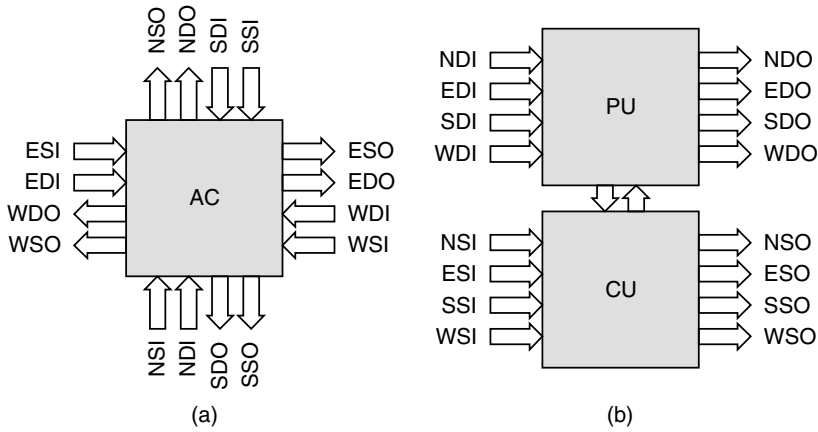 NSO
NDO
SDI
SSI
ESI
EDI
WDO
WSO
AC
ESO
EDO
WDI
WSI
NSI
NDI
SDO
SSO
(a)
NDI
EDI
SDI
WDI
PU
NDO
EDO
SDO
WDO
NSI
ESI
SSI
WSI
CU
NSO
ESO
SSO
WSO
(b)